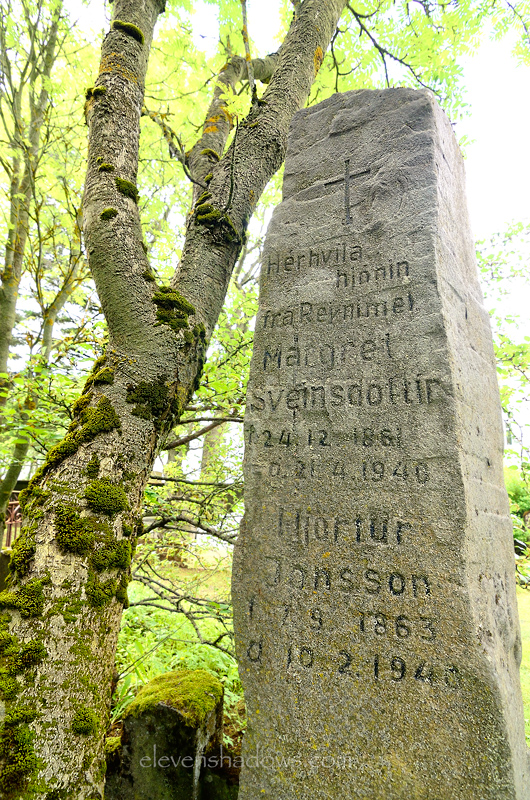 Hér hvíla
hjónin
frá Reynimel
Margrét
Sveinsdóttir
f 24. 12. 1861
D. 21. 4. 1940
Hjörtur
Jónsson
f 7. 9. 1863
D 10. 2. 1940
elevenshadows.com